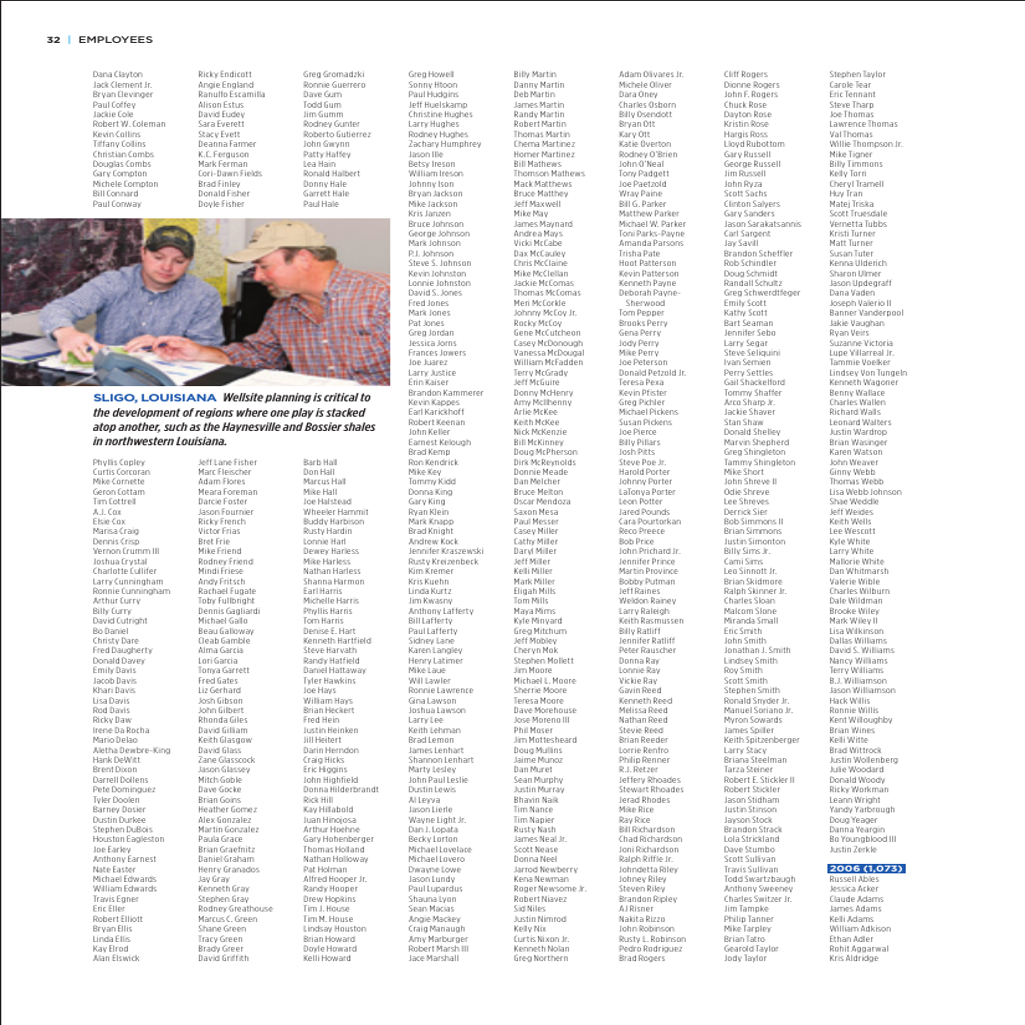 32 | EMPLOYEES
Dana Clayton
Jack Clement Jr.
Bryan Clevinger
Paul Coffey
Jackie Cole
Robert W. Coleman
Kevin Collins
Tiffany Collins
Christian Combs
Douglas Combs
Gary Compton
Michele Compton
Bill Connard
Paul Conway
Ricky Endicott
Angie England
Ranulfo Escamilla
Alison Estus
David Eudey
Sara Everett
Stacy Evett
Deanna Farmer
K.C. Ferguson
Mark Ferman
Cori-Dawn Fields
Brad Finley
Donald Fisher
Doyle Fisher
Greg Gromadzki
Ronnie Guerrero
Dave Gum
Todd Gum
Jim Gumm
Rodney Gunter
Roberto Gutierrez
John Gwynn
Patty Haffey
Lea Hain
Ronald Halbert
Donny Hale
Garrett Hale
Paul Hale
SLIGO, LOUISIANA Wellsite planning is critical to
the development of regions where one play is stacked
atop another, such as the Haynesville and Bossier shales
in northwestern Louisiana.
Phyllis Copley
Curtis Corcoran
Mike Cornette
Geron Cottam
Tim Cottrell
A.J. Cox
Elsie Cox
Marisa Craig
Dennis Crisp
Vernon Crumm III
Joshua Crystal
Charlotte Cullifer
Larry Cunningham
Ronnie Cunningham
Arthur Curry
Billy Curry
David Cutright
Bo Daniel
Christy Dare
Fred Daugherty
Donald Davey
Emily Davis
Jacob Davis
Khari Davis
Lisa Davis
Rod Davis
Ricky Daw
Irene Da Rocha
Mario Delao
Aletha Dewbre-King
Hank DeWitt
Brent Dixon
Darrell Dollens
Pete Dominguez
Tyler Doolen
Barney Dosier
Dustin Durkee
Stephen DuBois
Houston Eagleston
Joe Earley
Anthony Earnest
Nate Easter
Michael Edwards
William Edwards
Travis Egner
Eric Eller
Robert Elliott
Bryan Ellis
Linda Ellis
Kay Elrod
Alan Elswick
Jeff Lane Fisher
Marc Fleischer
Adam Flores
Meara Foreman
Darcie Foster
Jason Fournier
Ricky French
Victor Frias
Bret Frie
Mike Friend
Rodney Friend
Mindi Friese
Andy Fritsch
Rachael Fugate
Toby Fullbright
Dennis Gagliardi
Michael Gallo
Beau Galloway
Cleab Gamble
Alma Garcia
Lori Garcia
Tonya Garrett
Fred Gates
Liz Gerhard
Josh Gibson
John Gilbert
Rhonda Giles
David Gilliam
Keith Glasgow
David Glass
Zane Glasscock
Jason Glassey
Mitch Goble
Dave Gocke
Brian Goins
Heather Gomez
Alex Gonzalez
Martin Gonzalez
Paula Grace
Brian Graefnitz
Daniel Graham
Henry Granados
Jay Gray
Kenneth Gray
Stephen Gray
Rodney Greathouse
Marcus C. Green
Shane Green
Tracy Green
Brady Greer
David Griffith
Barb Hall
Don Hall
Marcus Hall
Mike Hall
Joe Halstead
Wheeler Hammit
Buddy Harbison
Rusty Hardin
Lonnie Harl
Dewey Harless
Mike Harless
Nathan Harless
Shanna Harmon
Earl Harris
Michelle Harris
Phyllis Harris
Tom Harris
Denise E. Hart
Kenneth Hartfield
Steve Harvath
Randy Hatfield
Daniel Hattaway
Tyler Hawkins
Joe Hays
William Hays
Brian Heckert
Fred Hein
Justin Heinken
Jill Heitert
Darin Herndon
Craig Hicks
Eric Higgins
John Highfield
Donna Hilderbrandt
Rick Hill
Kay Hillabold
Juan Hinojosa
Arthur Hoehne
Gary Hohenberger
Thomas Holland
Nathan Holloway
Pat Holman
Alfred Hooper Jr.
Randy Hooper
Drew Hopkins
Tim J. House
Tim M. House
Lindsay Houston
Brian Howard
Doyle Howard
Kelli Howard
Greg Howell
Sonny Htoon
Paul Hudgins
Jeff Huelskamp
Christine Hughes
Larry Hughes
Rodney Hughes
Zachary Humphrey
Jason Ille
Betsy Ireson
William Ireson
Johnny Ison
Bryan Jackson
Mike Jackson
Kris Janzen
Bruce Johnson
George Johnson
Mark Johnson
P.J. Johnson
Steve S. Johnson
Kevin Johnston
Lonnie Johnston
David S. Jones
Fred Jones
Mark Jones
Pat Jones
Greg Jordan
Jessica Jorns
Frances Jowers
Joe Juarez
Larry Justice
Erin Kaiser
Brandon Kammerer
Kevin Kappes
Earl Karickhoff
Robert Keenan
John Keller
Earnest Kelough
Brad Kemp
Ron Kendrick
Mike Key
Tommy Kidd
Donna King
Gary King
Ryan Klein
Mark Knapp
Brad Knight
Andrew Kock
Jennifer Kraszewski
Rusty Kreizenbeck
Kim Kremer
Kris Kuehn
Linda Kurtz
Jim Kwasny
Anthony Lafferty
Bill Lafferty
Paul Lafferty
Sidney Lane
Karen Langley
Henry Latimer
Mike Laue
Will Lawler
Ronnie Lawrence
Gina Lawson
Joshua Lawson
Larry Lee
Keith Lehman
Brad Lemon
James Lenhart
Shannon Lenhart
Marty Lesley
John Paul Leslie
Dustin Lewis
Al Leyva
Jason Lierle
Wayne Light Jr.
Dan J. Lopata
Becky Lorton
Michael Lovelace
Michael Lovero
Dwayne Lowe
Jason Lundy
Paul Lupardus
Shauna Lyon
Sean Macias
Angie Mackey
Craig Manaugh
Amy Marburger
Robert Marsh III
Jace Marshall
Billy Martin
Danny Martin
Deb Martin
James Martin
Randy Martin
Robert Martin
Thomas Martin
Chema Martinez
Homer Martinez
Bill Mathews
Thomson Mathews
Mack Matthews
Bruce Matthey
Jeff Maxwell
Mike May
James Maynard
Andrea Mays
Vicki McCabe
Dax McCauley
Chris McClaine
Mike McClellan
Jackie McComas
Thomas McComas
Meri McCorkle
Johnny McCoy Jr.
Rocky McCoy
Gene McCutcheon
Casey McDonough
Vanessa McDougal
William McFadden
Terry McGrady
Jeff McGuire
Donny McHenry
Amy McIlhenny
Arlie McKee
Keith McKee
Nick McKenzie
Bill McKinney
Doug McPherson
Dirk McReynolds
Donnie Meade
Dan Melcher
Bruce Melton
Oscar Mendoza
Saxon Mesa
Paul Messer
Casey Miller
Cathy Miller
Daryl Miller
Jeff Miller
Kelli Miller
Mark Miller
Eligah Mills
Tom Mills
Maya Mims
Kyle Minyard
Greg Mitchum
Jeff Mobley
Cheryn Mok
Stephen Mollett
Jim Moore
Michael L. Moore
Sherrie Moore
Teresa Moore
Dave Morehouse
Jose Moreno III
Phil Moser
Jim Mottesheard
Doug Mullins
Jaime Munoz
Dan Muret
Sean Murphy
Justin Murray
Bhavin Naik
Tim Nance
Tim Napier
Rusty Nash
James Neal Jr.
Scott Nease
Donna Neel
Jarrod Newberry
Kena Newman
Roger Newsome Jr.
Robert Niavez
Sid Niles
Justin Nimrod
Kelly Nix
Curtis Nixon Jr.
Kenneth Nolan
Greg Northern
Adam Olivares Jr.
Michele Oliver
Dara Oney
Charles Osborn
Billy Osendott
Bryan Ott
Kary Ott
Katie Overton
Rodney O'Brien
John O'Neal
Tony Padgett
Joe Paetzold
Wray Paine
Bill G. Parker
Matthew Parker
Michael W. Parker
Toni Parks-Payne
Amanda Parsons
Trisha Pate
Hoot Patterson
Kevin Patterson
Kenneth Payne
Deborah Payne-
Sherwood
Tom Pepper
Brooks Perry
Gena Perry
Jody Perry
Mike Perry
Joe Peterson
Donald Petzold Jr.
Teresa Pexa
Kevin Pfister
Greg Pichler
Michael Pickens
Susan Pickens
Joe Pierce
Billy Pillars
Josh Pitts
Steve Poe Jr.
Harold Porter
Johnny Porter
LaTonya Porter
Leon Potter
Jared Pounds
Cara Pourtorkan
Reco Preece
Bob Price
John Prichard Jr.
Jennifer Prince
Martin Province
Bobby Putman
Jeff Raines
Weldon Rainey
Larry Raleigh
Keith Rasmussen
Billy Ratliff
Jennifer Ratliff
Peter Rauscher
Donna Ray
Lonnie Ray
Vickie Ray
Gavin Reed
Kenneth Reed
Melissa Reed
Nathan Reed
Stevie Reed
Brian Reeder
Lorrie Renfro
Philip Renner
R.J. Retzer
Jeffery Rhoades
Stewart Rhoades
Jerad Rhodes
Mike Rice
Ray Rice
Bill Richardson
Chad Richardson
Joni Richardson
Ralph Riffle Jr.
Johndetta Riley
Johney Riley
Steven Riley
Brandon Ripley
AJ Risner
Nakita Rizzo
John Robinson
Rusty L. Robinson
Pedro Rodriguez
Brad Rogers
Cliff Rogers
Dionne Rogers
John F. Rogers
Chuck Rose
Dayton Rose
Kristin Rose
Hargis Ross
Lloyd Rubottom
Gary Russell
George Russell
Jim Russell
John Ryza
Scott Sachs
Clinton Salyers
Gary Sanders
Jason Sarakatsannis
Carl Sargent
Jay Savill
Brandon Scheffler
Rob Schindler
Doug Schmidt
Randall Schultz
Greg Schwerdtfeger
Emily Scott
Kathy Scott
Bart Seaman
Jennifer Sebo
Larry Segar
Steve Seliquini
Ivan Semien
Perry Settles
Gail Shackelford
Tommy Shaffer
Arco Sharp Jr.
Jackie Shaver
Stan Shaw
Donald Shelley
Marvin Shepherd
Greg Shingleton
Tammy Shingleton
Mike Short
John Shreve II
Odie Shreve
Lee Shreves
Derrick Sier
Bob Simmons II
Brian Simmons
Justin Simonton
Billy Sims Jr.
Cami Sims
Leo Sinnott Jr.
Brian Skidmore
Ralph Skinner Jr.
Charles Sloan
Malcom Slone
Miranda Small
Eric Smith
John Smith
Jonathan J. Smith
Lindsey Smith
Roy Smith
Scott Smith
Stephen Smith
Ronald Snyder Jr.
Manuel Soriano Jr.
Myron Sowards
James Spiller
Keith Spitzenberger
Larry Stacy
Briana Steelman
Tarza Steiner
Robert E. Stickler II
Robert Stickler
Jason Stidham
Justin Stinson
Jayson Stock
Brandon Strack
Lola Strickland
Dave Stumbo
Scott Sullivan
Travis Sullivan
Todd Swartzbaugh
Anthony Sweeney
Charles Switzer Jr.
Jim Tampke
Philip Tanner
Mike Tarpley
Brian Tatro
Gearold Taylor
Jody Taylor
Stephen Taylor
Carole Tear
Eric Tennant
Steve Tharp
Joe Thomas
Lawrence Thomas
Val Thomas
Willie Thompson Jr.
Mike Tigner
Billy Timmons
Kelly Torri
Cheryl Tramell
Huy Tran
Matej Triska
Scott Truesdale
Vernetta Tubbs
Kristi Turner
Matt Turner
Susan Tuter
Kenna Ulderich
Sharon Ulmer
Jason Updegraff
Dana Vaden
Joseph Valerio II
Banner Vanderpool
Jakie Vaughan
Ryan Veirs
Suzanne Victoria
Lupe Villarreal Jr.
Tammie Voelker
Lindsey Von Tungeln
Kenneth Wagoner
Benny Wallace
Charles Wallen
Richard Walls
Leonard Walters
Justin Wardrop
Brian Wasinger
Karen Watson
John Weaver
Ginny Webb
Thomas Webb
Lisa Webb Johnson
Shae Weddle
Jeff Weides
Keith Wells
Lee Wescott
Kyle White
Larry White
Mallorie White
Dan Whitmarsh
Valerie Wible
Charles Wilburn
Dale Wildman
Brooke Wiley
Mark Wiley II
Lisa Wilkinson
Dallas Williams
David S. Williams
Nancy Williams
Terry Williams
B.J. Williamson
Jason Williamson
Hack Willis
Ronnie Willis
Kent Willoughby
Brian Wines
Kelli Witte
Brad Wittrock
Justin Wollenberg
Julie Woodard
Donald Woody
Ricky Workman
Leann Wright
Yandy Yarbrough
Doug Yeager
Danna Yeargin
Bo Youngblood III
Justin Zerkle
2006 (1,073)
Russell Ables
Jessica Acker
Claude Adams
James Adams
Kelli Adams
William Adkison
Ethan Adler
Rohit Aggarwal
Kris Aldridge